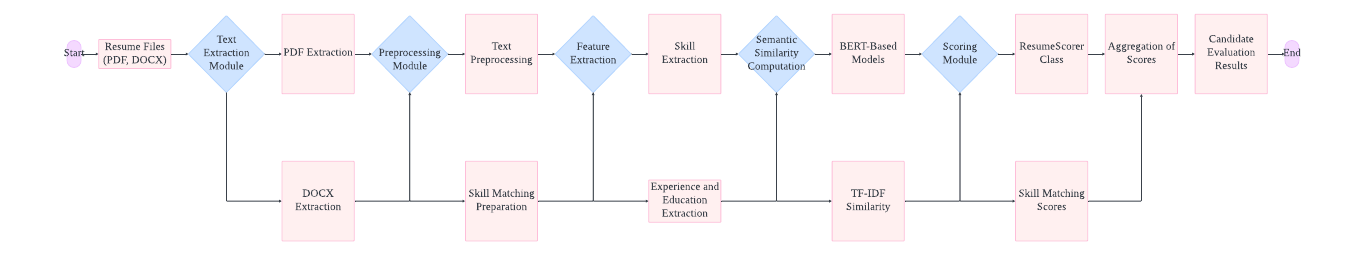 Start
Resume Files
(PDF, DOCX)
Text
Extraction
Module
PDF Extraction
Preprocessing
Module
Text
Preprocessing
Feature
Extraction
Skill
Extraction
Semantic
Similarity
Computation
BERT-Based
Models
Scoring
Module
ResumeScorer
Class
Aggregation of
Scores
Candidate
Evaluation
Results
End
DOCX
Extraction
Skill Matching
Preparation
Experience and
Education
Extraction
TF-IDF
Similarity
Skill Matching
Scores